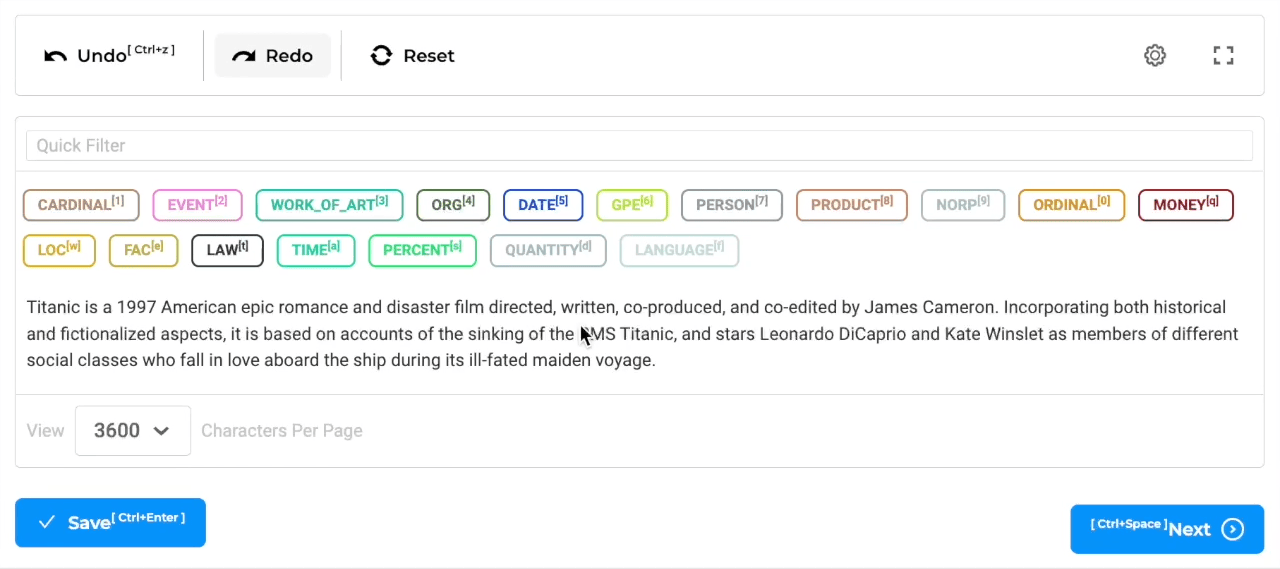 Undo[ Ctrl+z ] Redo Reset
Quick Filter
CARDINAL[1] EVENT[2] WORK_OF_ART[3] ORG[4] DATE[5] GPE[6] PERSON[7] PRODUCT[8] NORP[9] ORDINAL[0] MONEY[q]
LOC[w] FAC[e] LAW[t] TIME[a] PERCENT[s] QUANTITY[d] LANGUAGE[f]
Titanic is a 1997 American epic romance and disaster film directed, written, co-produced, and co-edited by James Cameron. Incorporating both historical
and fictionalized aspects, it is based on accounts of the sinking of the RMS Titanic, and stars Leonardo DiCaprio and Kate Winslet as members of different
social classes who fall in love aboard the ship during its ill-fated maiden voyage.
View 3600 Characters Per Page
Save[ Ctrl+Enter ]
[ Ctrl+Space ]Next